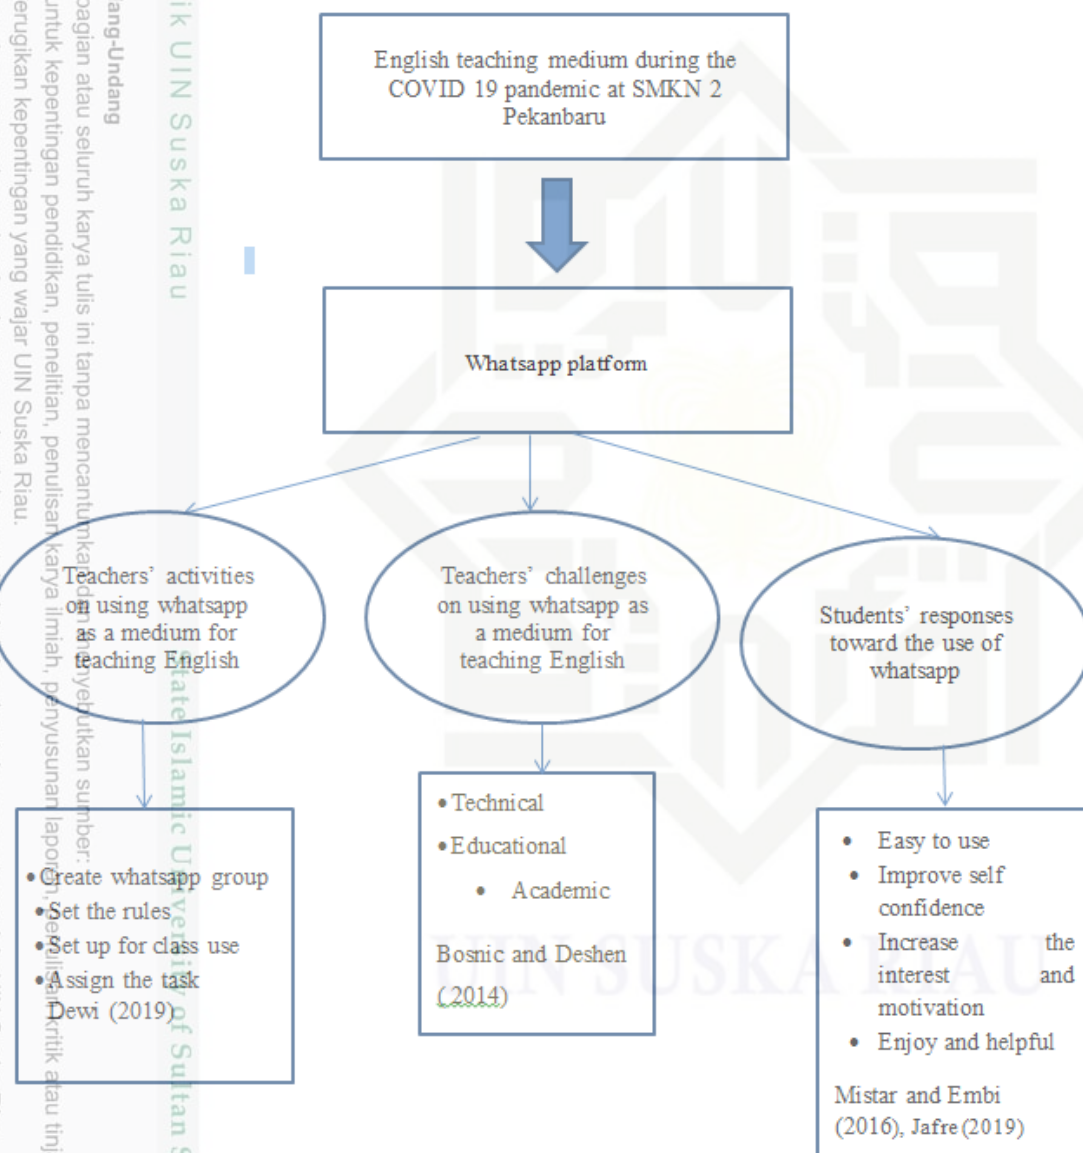 English teaching medium during the
COVID 19 pandemic at SMKN 2
Pekanbaru
Whatsapp platform
Teachers’ activities
on using whatsapp
as a medium for
teaching English
Teachers’ challenges
on using whatsapp as
a medium for
teaching English
Students’ responses
toward the use of
whatsapp
• Create whatsapp group
• Set the rules
• Set up for class use
• Assign the task
Dewi (2019)
• Technical
• Educational
• Academic
Bosnic and Deshen
(2014)
• Easy to use
• Improve self
confidence
• Increase the
interest and
motivation
• Enjoy and helpful
Mistar and Embi
(2016), Jafre (2019)
UIN SUSKA RIAU
ik UIN Suska Riau
State Islamic University of Sultan S
ang-Undang
bagian atau seluruh karya tulis ini tanpa mencantumkan dan menyebutkan sumber:
untuk kepentingan pendidikan, penelitian, penulisan karya ilmiah, penyusunan laporan, penulisan kritik atau tinj
erugikan kepentingan yang wajar UIN Suska Riau.